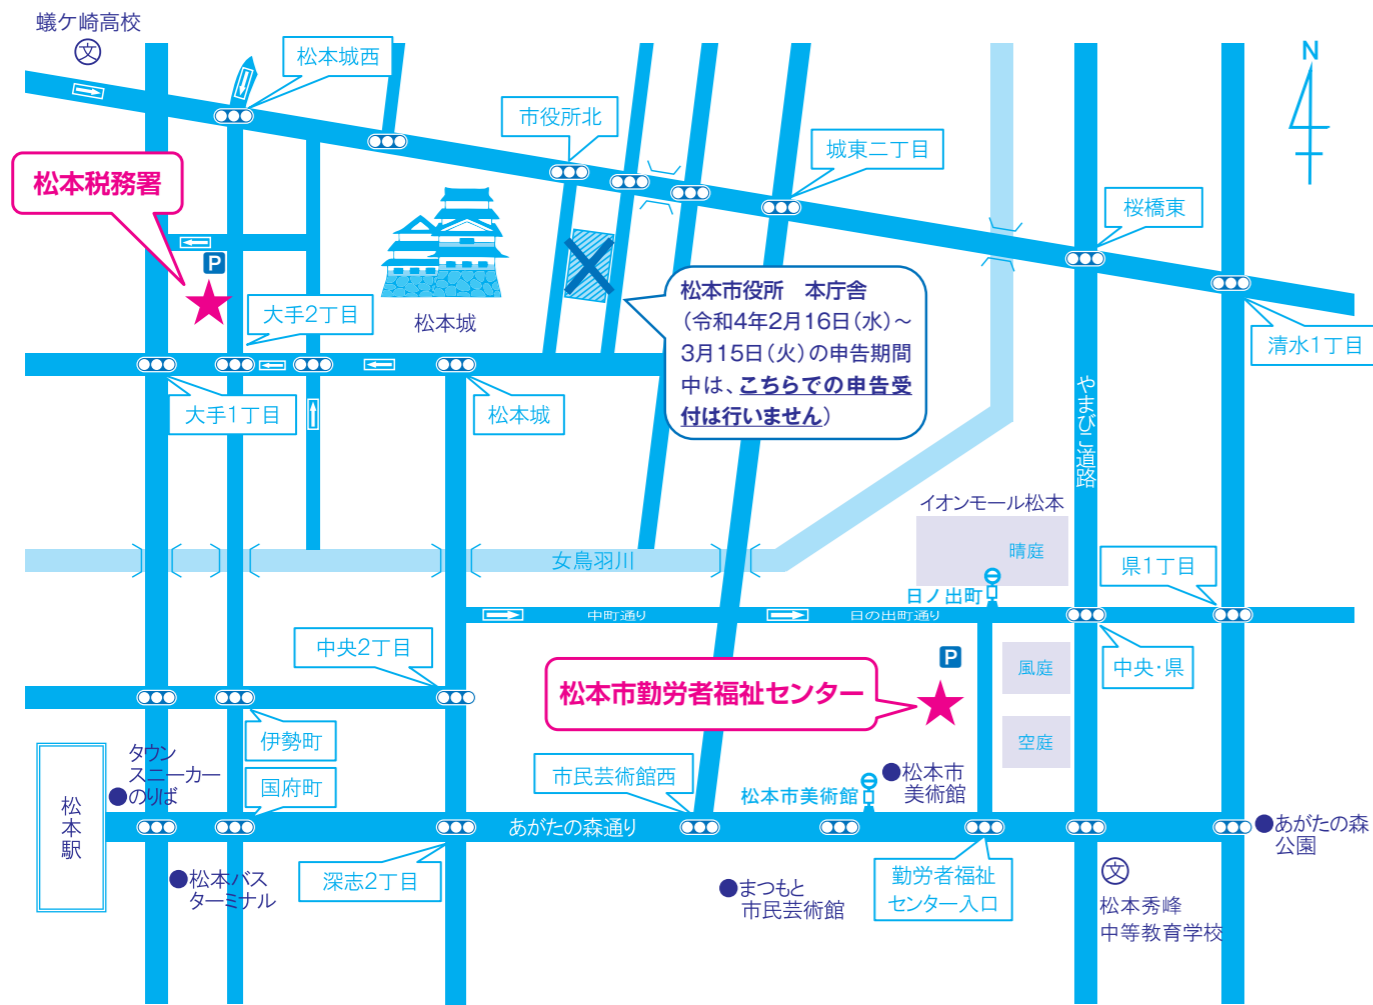 蟻ケ崎高校
文
松本城西
N
市役所北
城東二丁目
松本税務署
桜橋東
P
松本市役所　本庁舎
（令和4年2月16日（水）～
3月15日（火）の申告期間
中は、こちらでの申告受
付は行いません）
大手2丁目
松本城
清水1丁目
大手1丁目
松本城
やまびこ道路
イオンモール松本
晴庭
女鳥羽川
県1丁目
日ノ出町
中町通り
日の出町通り
中央2丁目
P
風庭
中央・県
松本市勤労者福祉センター
伊勢町
空庭
タウン
スニーカー
のりば
国府町
市民芸術館西
松本市
美術館
松本市美術館
松本駅
あがたの森通り
あがたの森
公園
松本バス
ターミナル
深志2丁目
まつもと
市民芸術館
勤労者福祉
センター入口
文
松本秀峰
中等教育学校